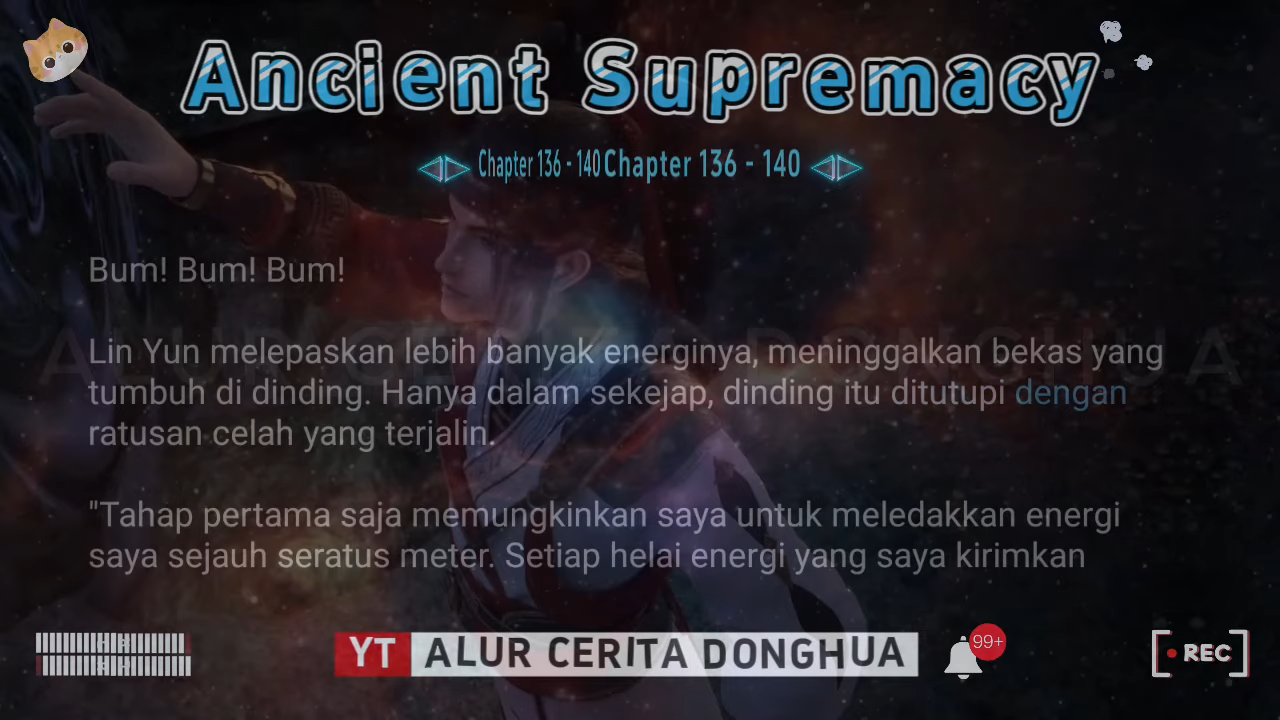 Ancient Supremacy
Chapter 136 - 140 Chapter 136 - 140
Bum! Bum! Bum!
ALUR CERITA DONGHUA
Lin Yun melepaskan lebih banyak energinya, meninggalkan bekas yang
tumbuh di dinding. Hanya dalam sekejap, dinding itu ditutupi dengan
ratusan celah yang terjalin.
"Tahap pertama saja memungkinkan saya untuk meledakkan energi
saya sejauh seratus meter. Setiap helai energi yang saya kirimkan
YT ALUR CERITA DONGHUA
99+
REC